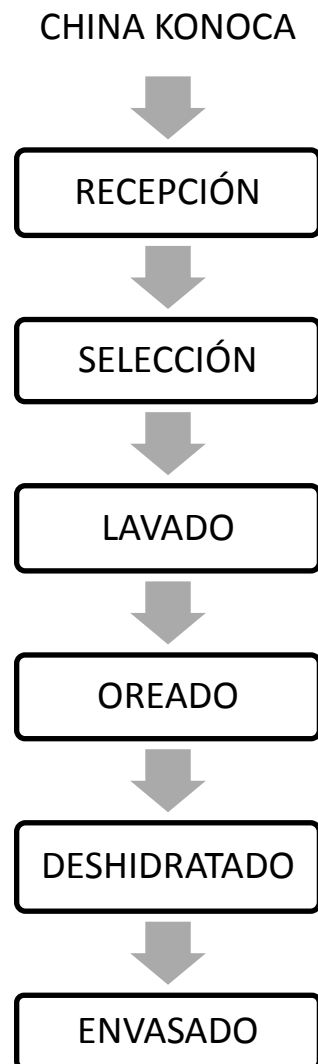 CHINA KONOCA
RECEPCIÓN
SELECCIÓN
LAVADO
OREADO
DESHIDRATADO
ENVASADO